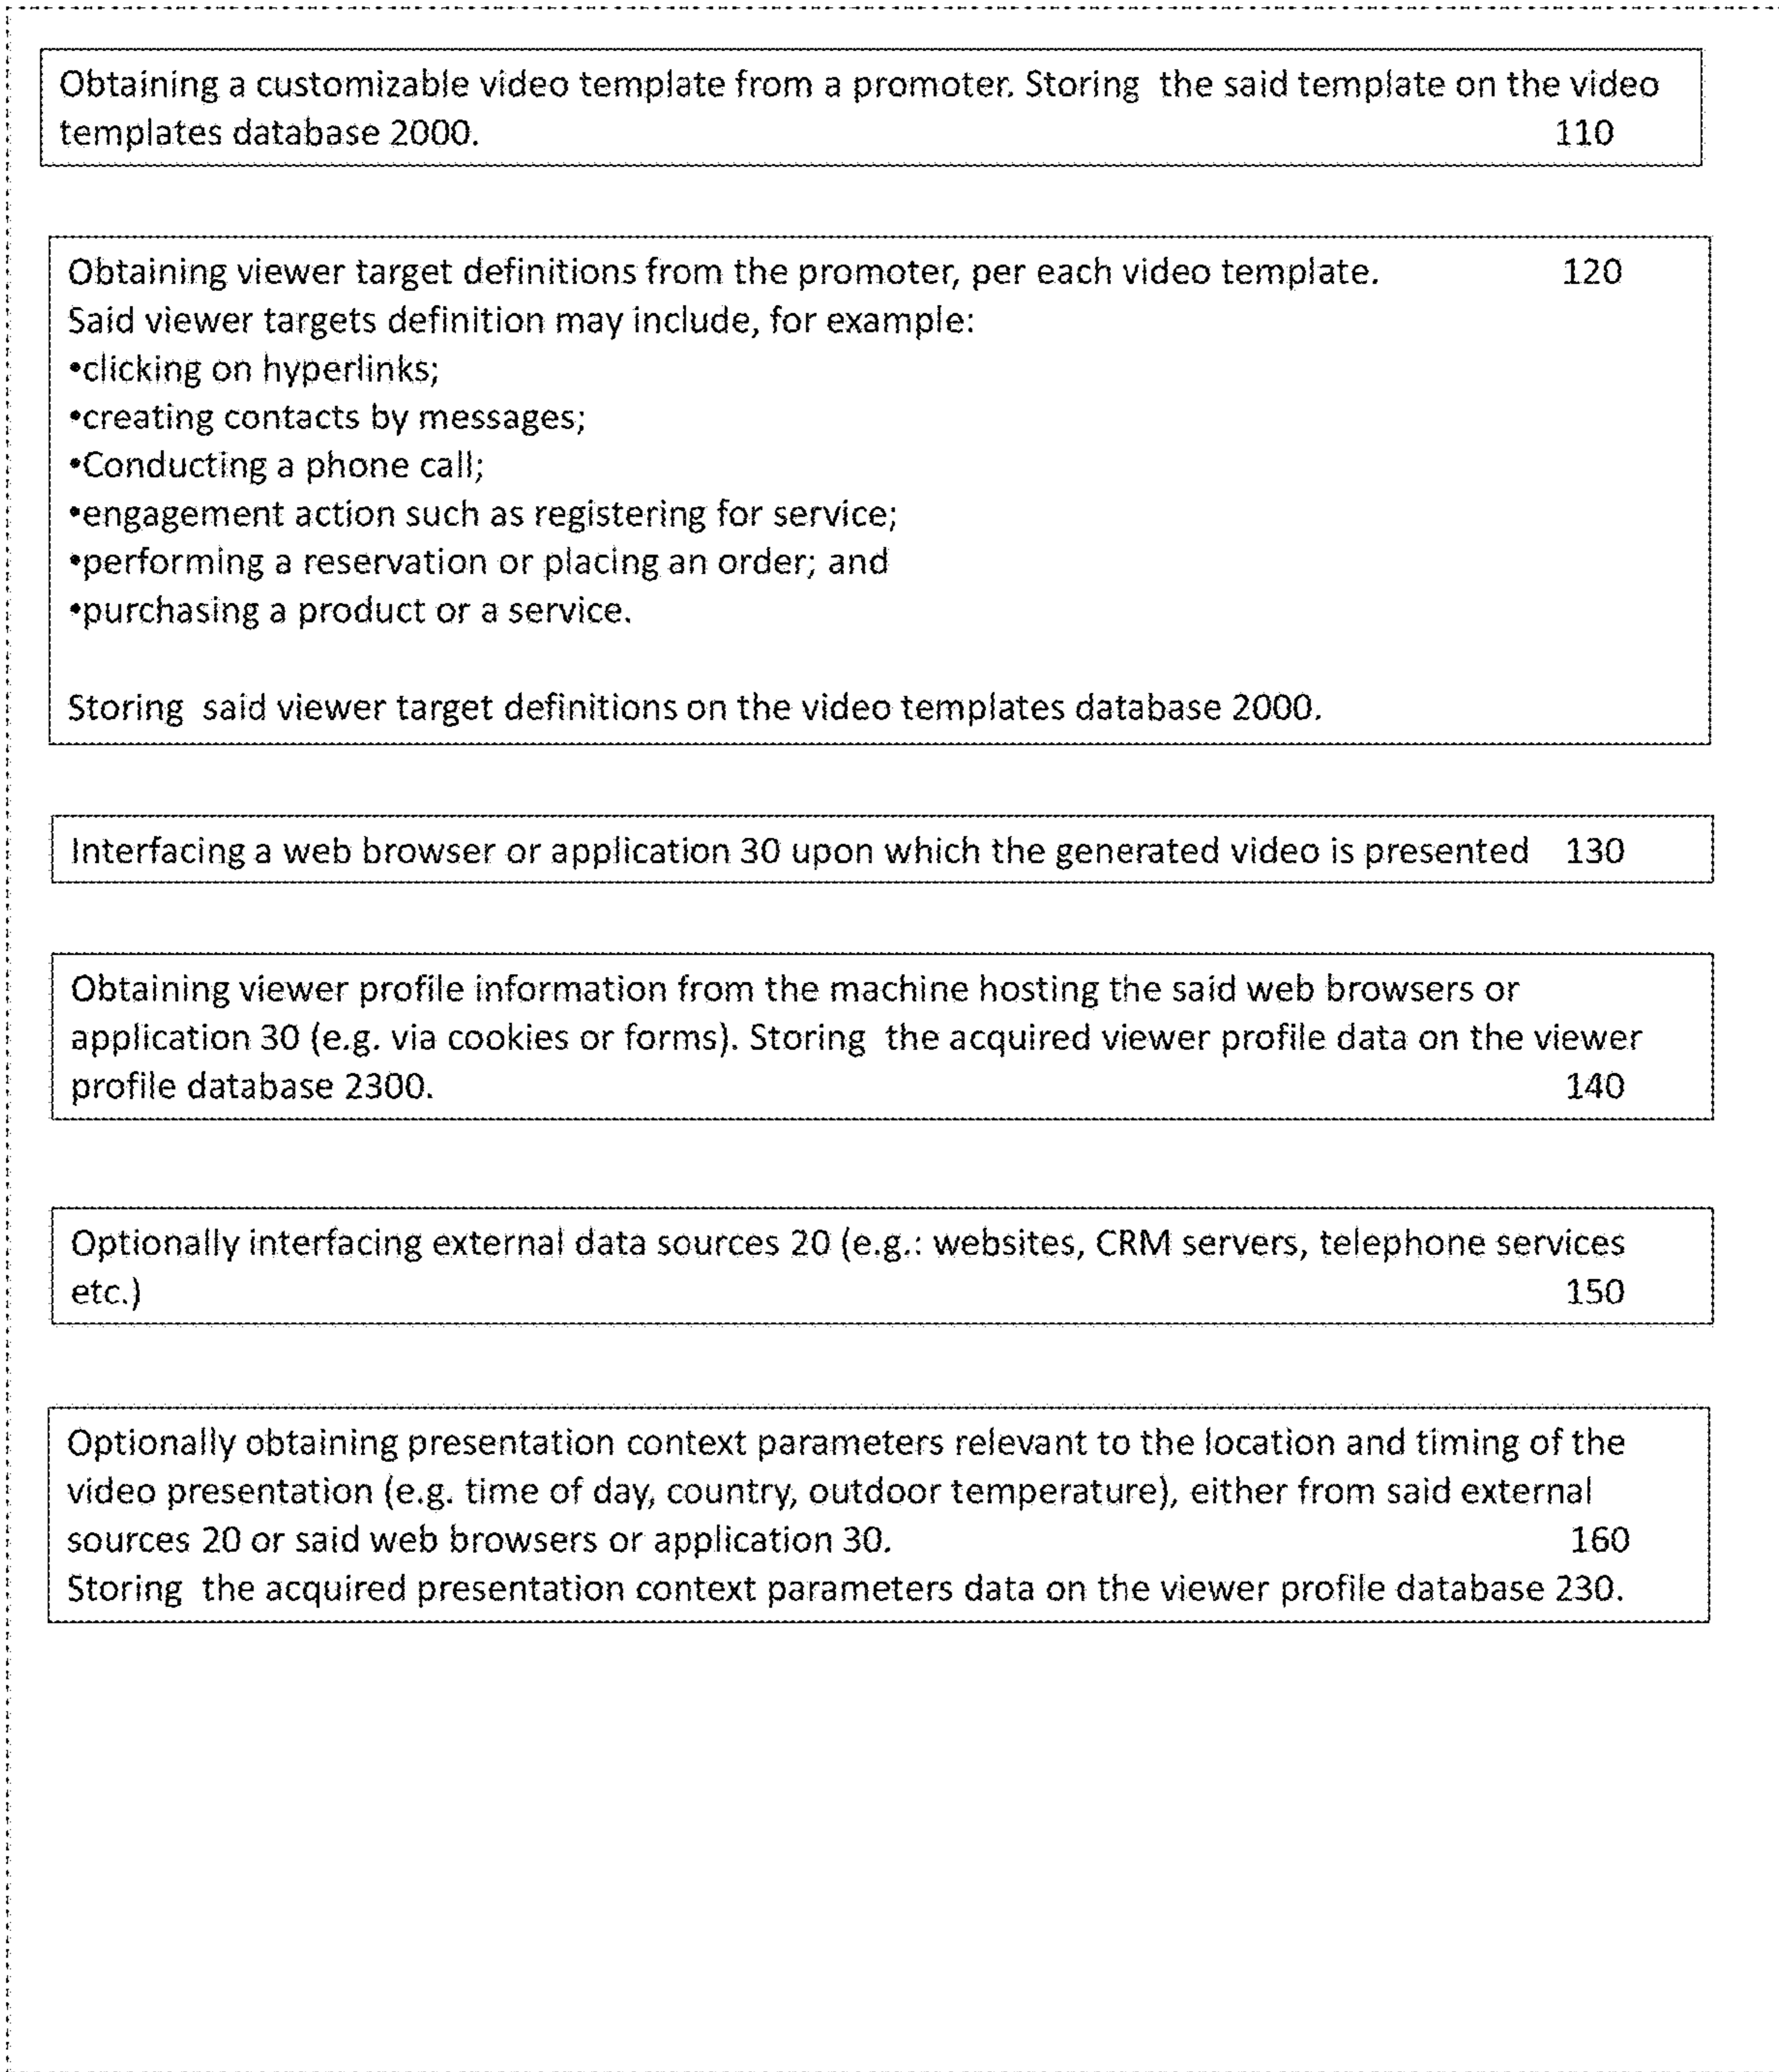 Obtaining a customizable video template from a promoter. Storing the said template on the video
templates database 2000. 110
Obtaining viewer target definitions from the promoter, per each video template. 120
Said viewer targets definition may include, for example:
•clicking on hyperlinks;
•creating contacts by messages;
•Conducting a phone call;
•engagement action such as registering for service;
•performing a reservation or placing an order; and
•purchasing a product or a service.
Storing said viewer target definitions on the video templates database 2000.
Interfacing a web browser or application 30 upon which the generated video is presented 130
Obtaining viewer profile information from the machine hosting the said web browsers or
application 30 (e.g. via cookies or forms). Storing the acquired viewer profile data on the viewer
profile database 2300. 140
Optionally interfacing external data sources 20 (e.g.: websites, CRM servers, telephone services
etc.) 150
Optionally obtaining presentation context parameters relevant to the location and timing of the
video presentation (e.g. time of day, country, outdoor temperature), either from said external
sources 20 or said web browsers or application 30. 160
Storing the acquired presentation context parameters data on the viewer profile database 230.